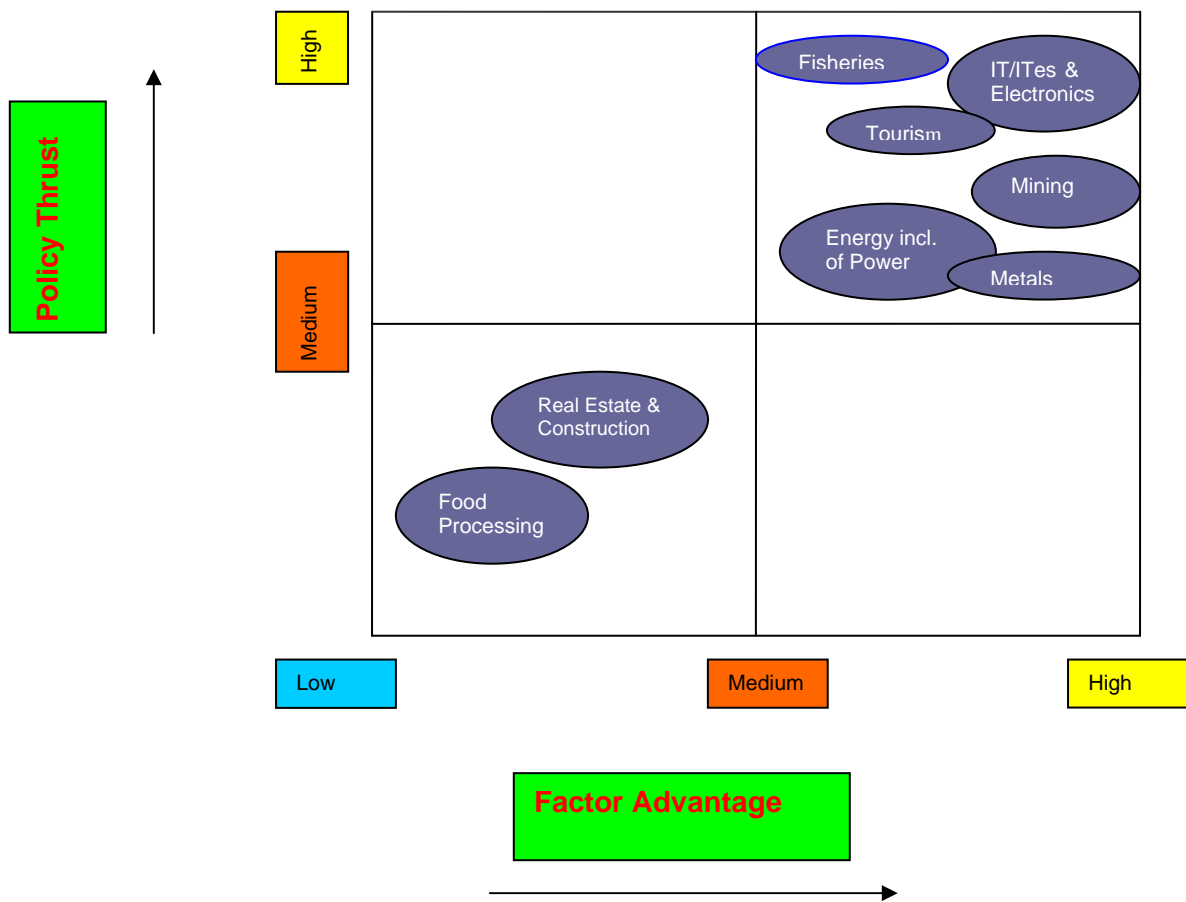 High
Fisheries
IT/ITes &
Electronics
Tourism
Policy Thrust
Mining
Energy incl.
of Power
Metals
Medium
Real Estate &
Construction
Food
Processing
Low
Medium
High
Factor Advantage